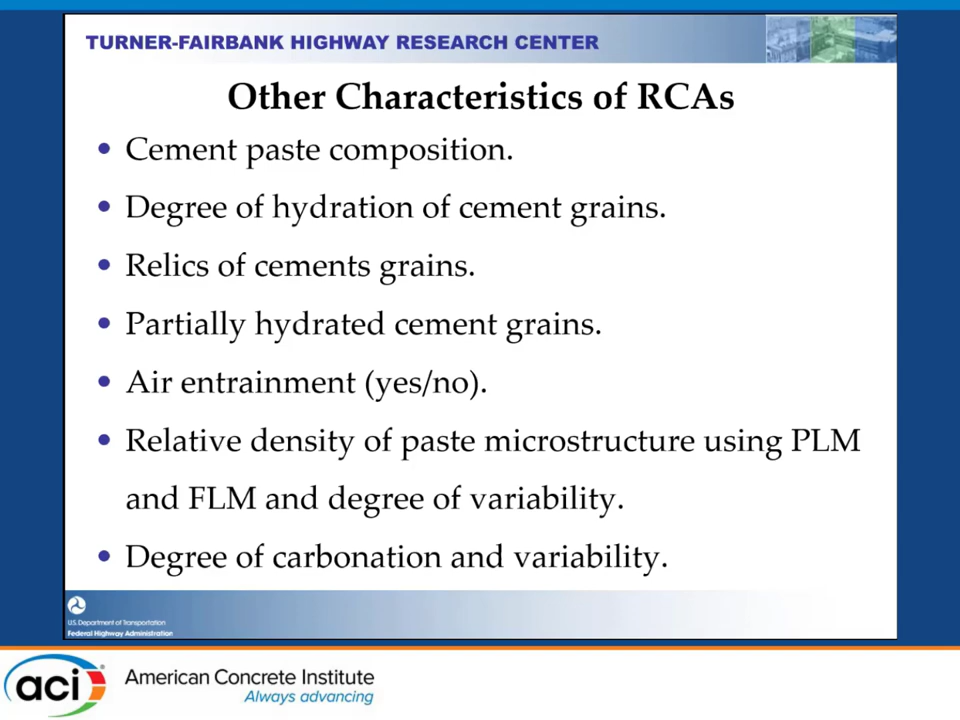 TURNER-FAIRBANK HIGHWAY RESEARCH CENTER
Other Characteristics of RCAs
• Cement paste composition.
• Degree of hydration of cement grains.
• Relics of cements grains.
• Partially hydrated cement grains.
• Air entrainment (yes/no).
• Relative density of paste microstructure using PLM
and FLM and degree of variability.
• Degree of carbonation and variability.
U.S. Department of Transportation
Federal Highway Administration
aci
American Concrete Institute
Always advancing